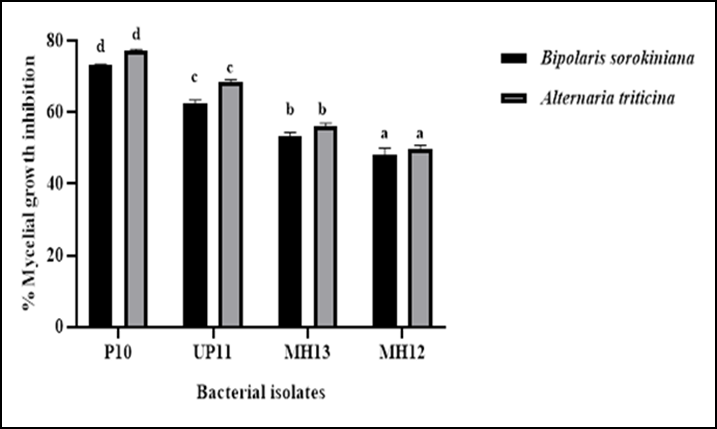 % Mycelial growth inhibition
80
60
40
20
0
d d
c c
b b
a a
P10 UP11 MH13 MH12
Bacterial isolates
Bipolaris sorokiniana
Alternaria triticina